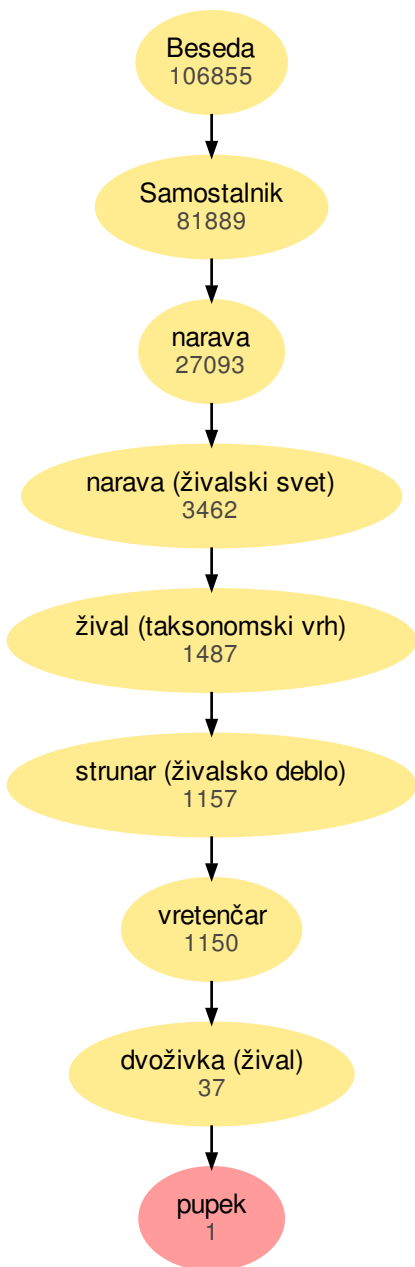 Beseda
106855
Samostalnik
81889
narava
27093
narava (živalski svet)
3462
žival (taksonomski vrh)
1487
strunar (živalsko deblo)
1157
vretenčar
1150
dvoživka (žival)
37
pupek
1